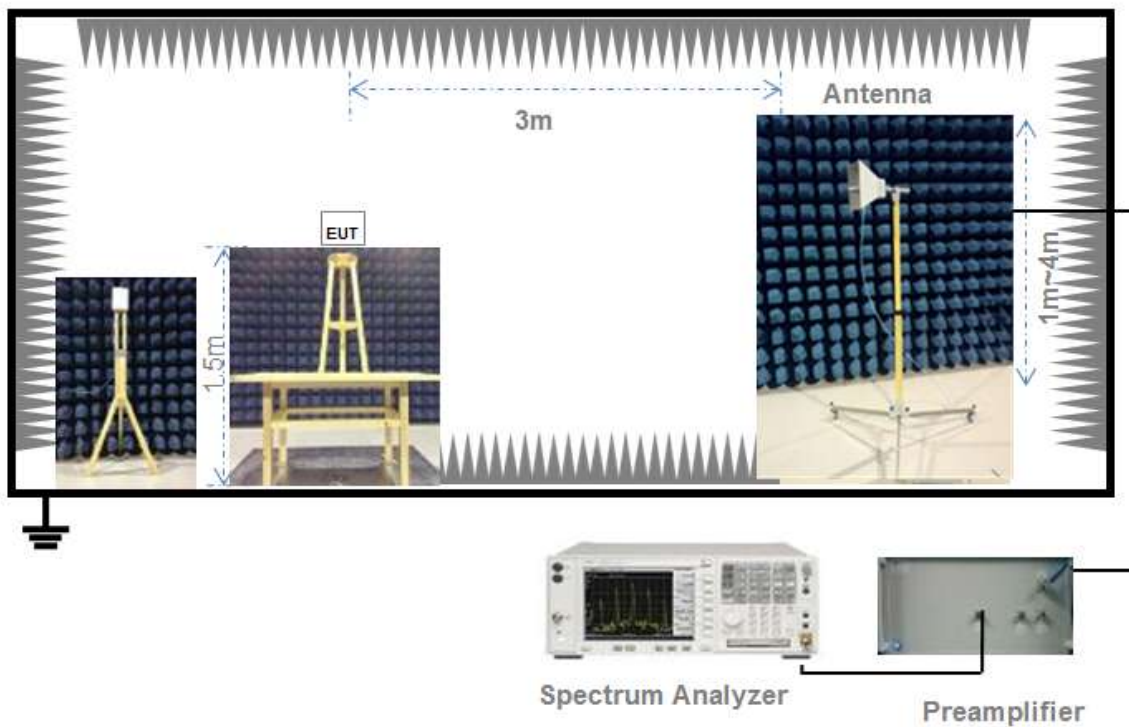 Antenna
3m
EUT
1.5m
1m~4m
Spectrum Analyzer
Preamplifier